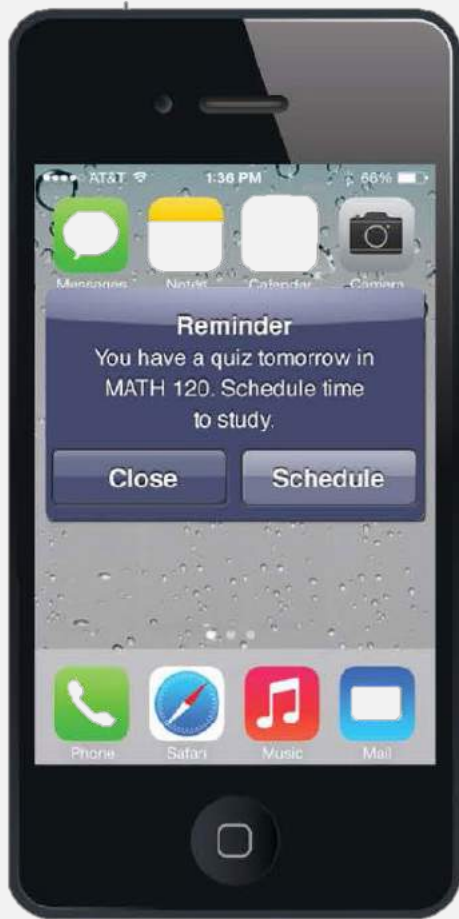 AT&T 1:36 PM 66%
Messages Notes Calendar Camera
Reminder
You have a quiz tomorrow in
MATH 120. Schedule time
to study.
Close Schedule
Phone Safari Music Mail